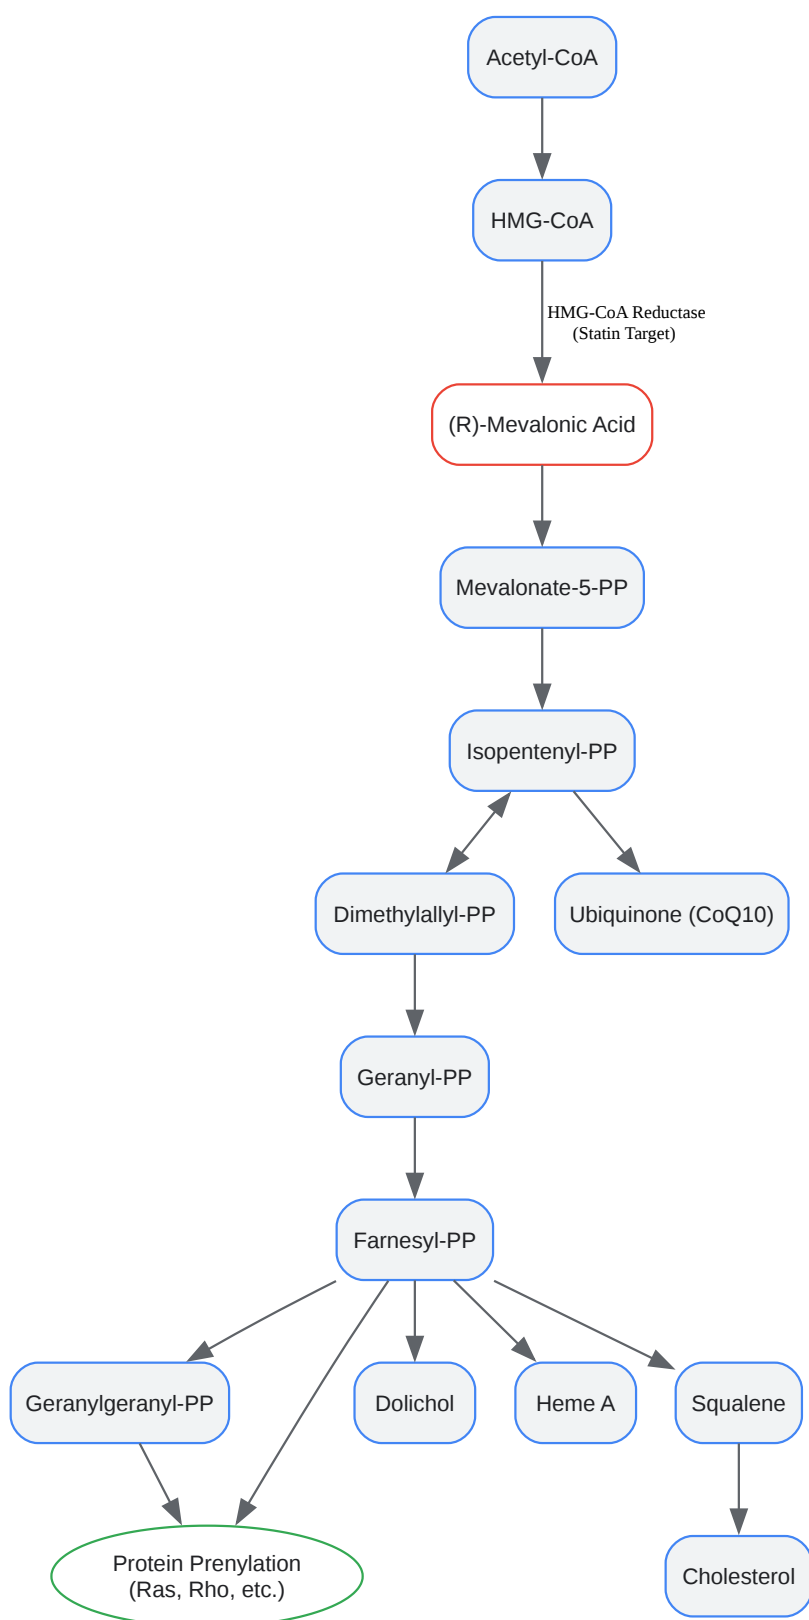 Acetyl-CoA
HMG-CoA
HMG-CoA Reductase
(Statin Target)
(R)-Mevalonic Acid
Mevalonate-5-PP
Isopentenyl-PP
Dimethylallyl-PP
Ubiquinone (CoQ10)
Geranyl-PP
Farnesyl-PP
Geranylgeranyl-PP
Dolichol
Heme A
Squalene
Protein Prenylation
(Ras, Rho, etc.)
Cholesterol